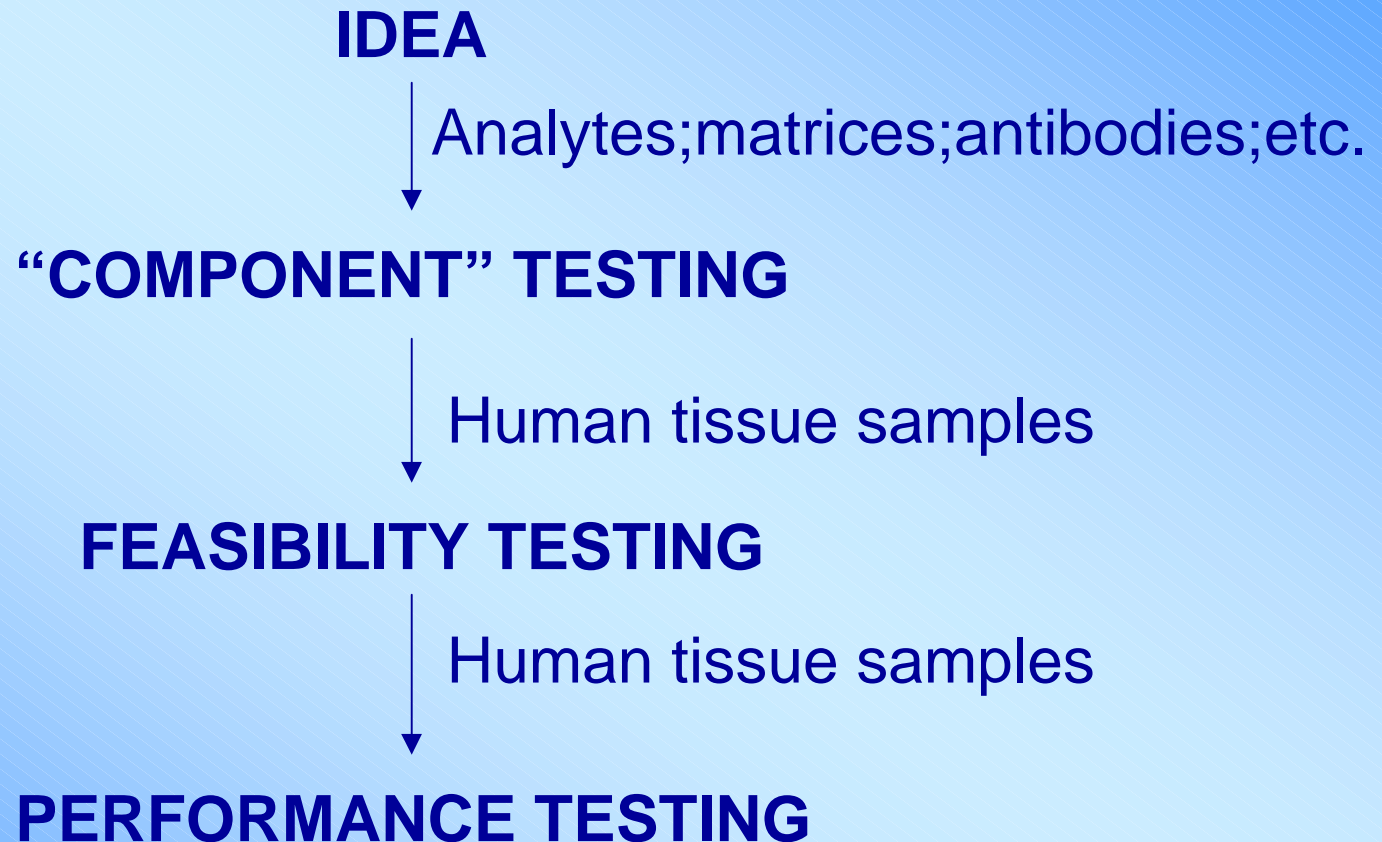 IDEA
Analytes;matrices;antibodies;etc.
“COMPONENT” TESTING
Human tissue samples
FEASIBILITY TESTING
Human tissue samples
PERFORMANCE TESTING